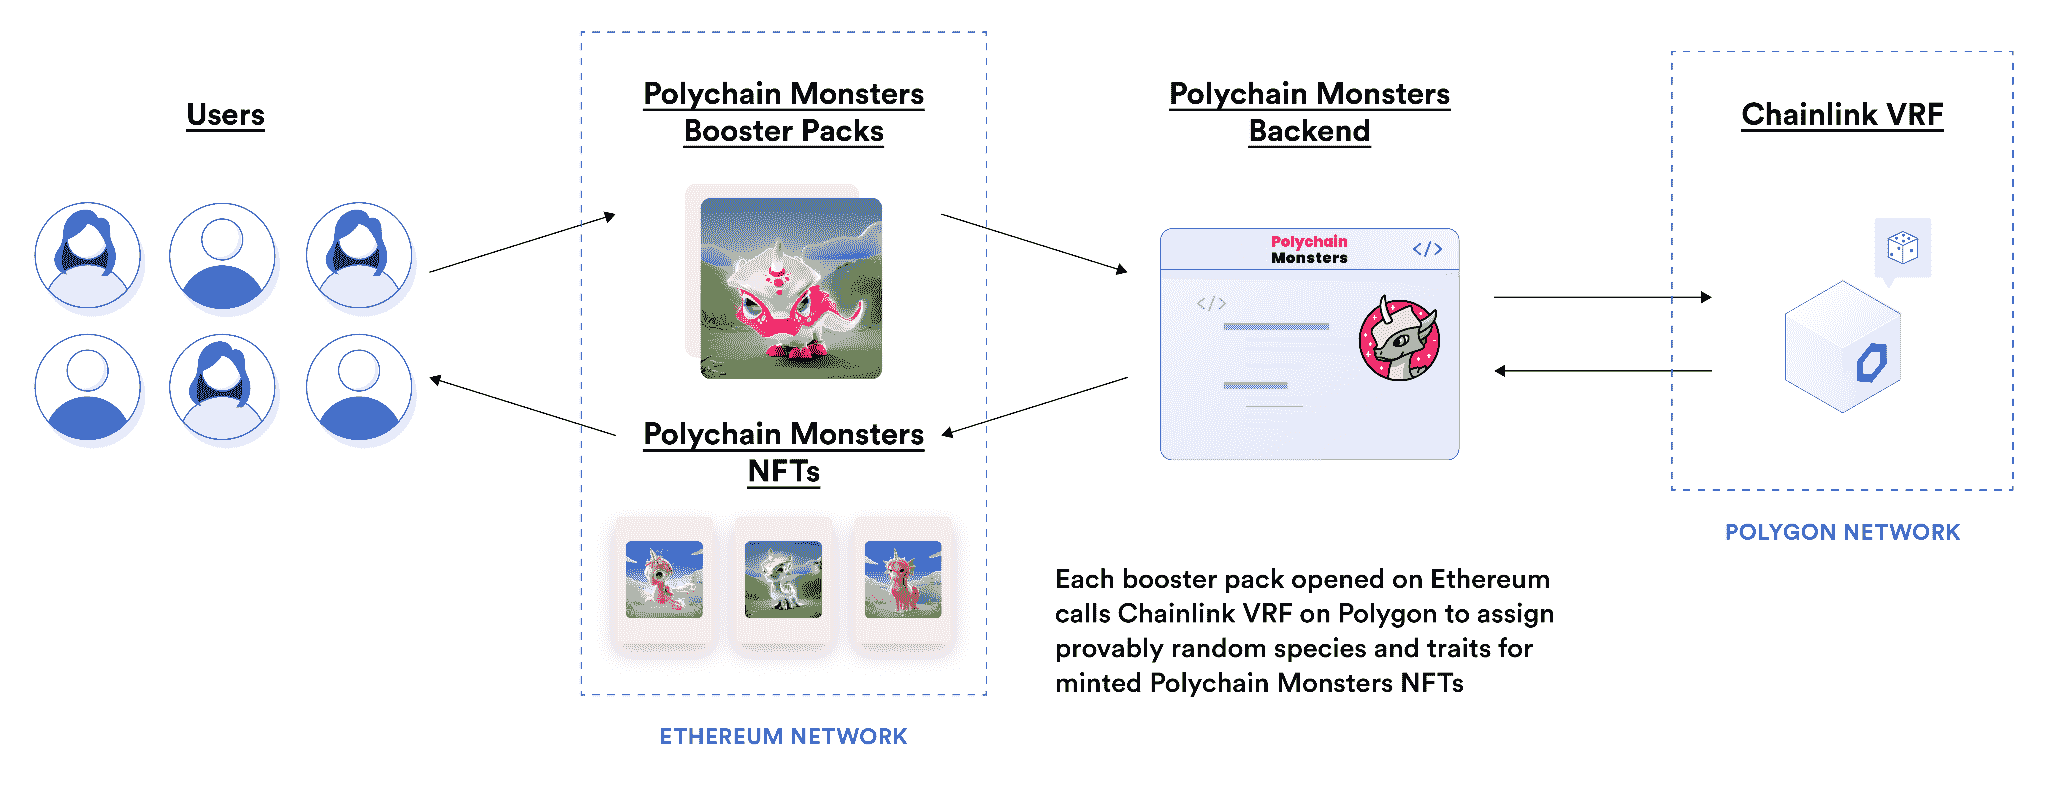 Users
Polychain Monsters
Booster Packs
Polychain Monsters
NFTs
ETHEREUM NETWORK
Polychain Monsters
Backend
Polychain
Monsters
</>
</>
Each booster pack opened on Ethereum
calls Chainlink VRF on Polygon to assign
provably random species and traits for
minted Polychain Monsters NFTs
Chainlink VRF
POLYGON NETWORK